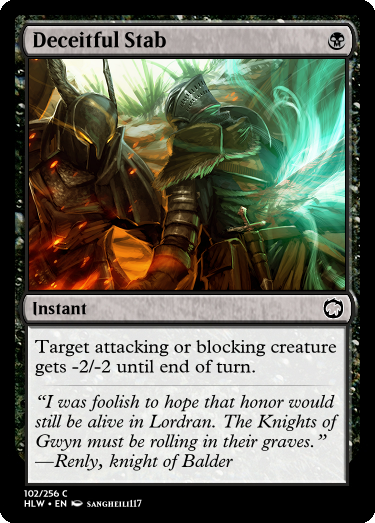 Deceitful Stab
Instant
Target attacking or blocking creature
gets -2/-2 until end of turn.
“I was foolish to hope that honor would
still be alive in Lordran. The Knights of
Gwyn must be rolling in their graves.”
—Renly, knight of Balder
102/256 C
HLW • EN SANGHEILI117